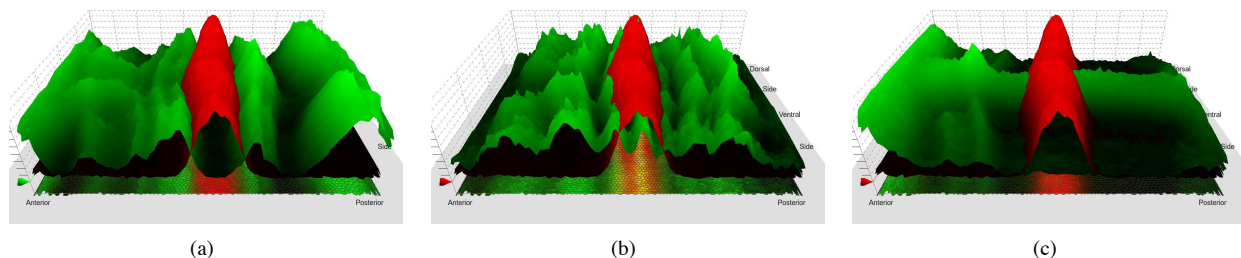 Side
Anterior
Posterior
Dorsal
Side
Ventral
Side
Anterior
Posterior
Dorsal
Side
Ventral
Side
Anterior
Posterior
(a)
(b)
(c)